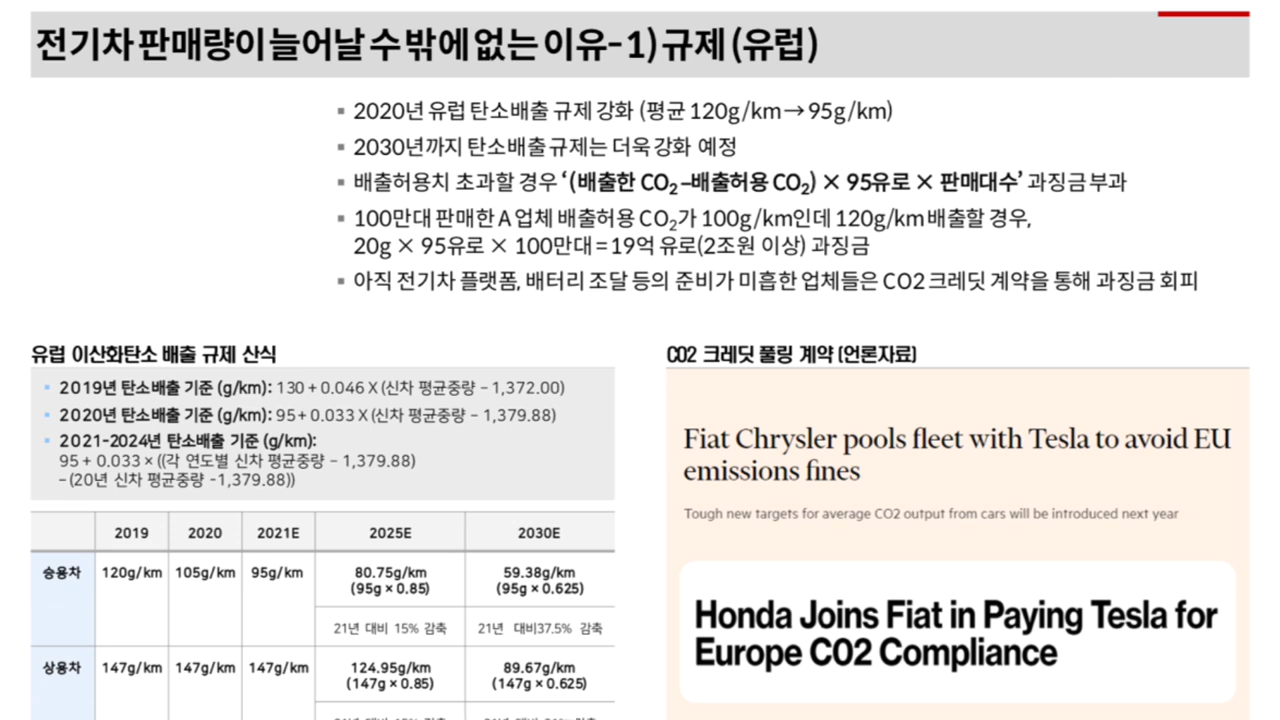 전기차 판매량이 늘어날 수 밖에 없는 이유- 1) 규제 (유럽)
▪ 2020년 유럽 탄소배출 규제 강화 (평균 120g/km→95g/km)
▪ 2030년까지 탄소배출 규제는 더욱 강화 예정
▪ 배출허용치 초과할 경우 ‘(배출한 CO2 –배출허용 CO2) × 95유로 × 판매대수’ 과징금 부과
▪ 100만대 판매한 A 업체 배출허용 CO2가 100g/km인데 120g/km 배출할 경우,
20g × 95유로 × 100만대 = 19억 유로(2조원 이상) 과징금
▪ 아직 전기차 플랫폼, 배터리 조달 등의 준비가 미흡한 업체들은 CO2 크레딧 계약을 통해 과징금 회피
유럽 이산화탄소 배출 규제 산식
▪ 2019년 탄소배출 기준 (g/km): 130 + 0.046 X (신차 평균중량 – 1,372.00)
▪ 2020년 탄소배출 기준 (g/km): 95 + 0.033 X (신차 평균중량 – 1,379.88)
▪ 2021-2024년 탄소배출 기준 (g/km):
95 + 0.033 × ((각 연도별 신차 평균중량 – 1,379.88)
– (20년 신차 평균중량 -1,379.88))
2019 2020 2021E 2025E 2030E
승용차 120g/km 105g/km 95g/km 80.75g/km 59.38g/km
(95g × 0.85) (95g × 0.625)
21년 대비 15% 감축 21년 대비37.5% 감축
상용차 147g/km 147g/km 147g/km 124.95g/km 89.67g/km
(147g × 0.85) (147g × 0.625)
CO2 크레딧 풀링 계약 (언론자료)
Fiat Chrysler pools fleet with Tesla to avoid EU
emissions fines
Tough new targets for average CO2 output from cars will be introduced next year
Honda Joins Fiat in Paying Tesla for
Europe CO2 Compliance